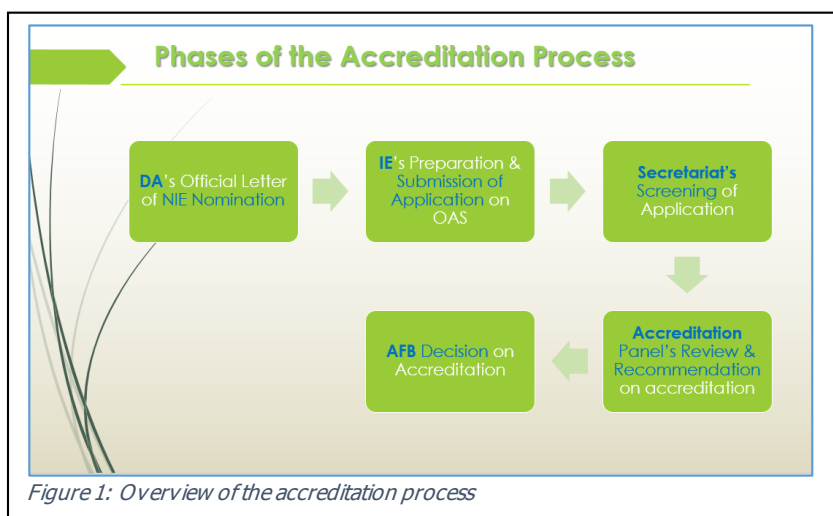 Phases of the Accreditation Process
DA's Official Letter
of NIE Nomination
IE's Preparation &
Submission of
Application on
OAS
Secretariat's
Screening of
Application
Accreditation
Panel's Review &
Recommendation
on accreditation
AFB Decision on
Accreditation
Figure 1: Overview of the accreditation process